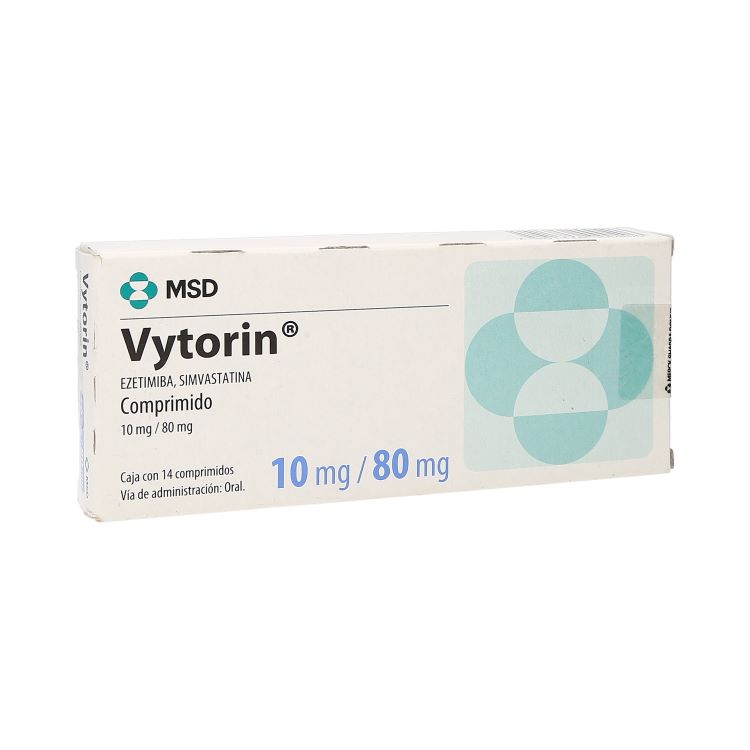 MSD
Vytorin®
EZETIMIBA, SIMVASTATINA
Comprimido
10 mg / 80 mg
Caja con 14 comprimidos
Vía de administración: Oral.
10 mg / 80 mg
Vytorin®
MSD